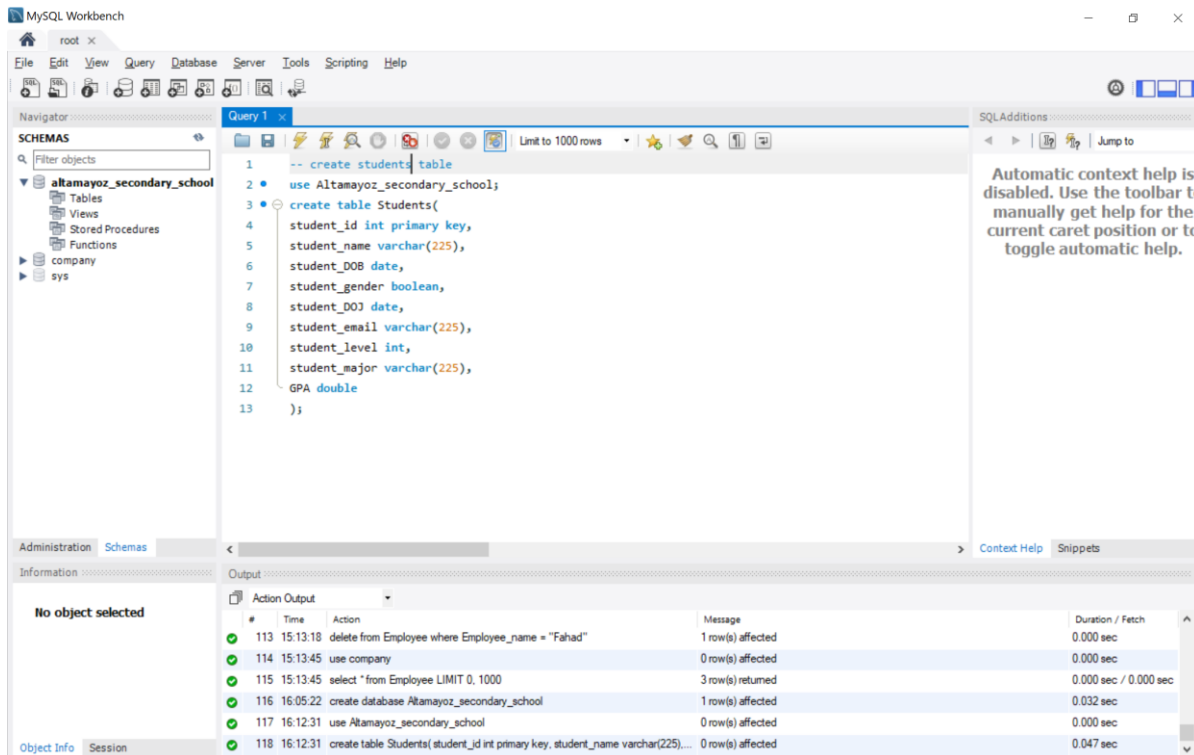 MySQL Workbench
root
File Edit View Query Database Server Tools Scripting Help
Navigator
SCHEMAS
Filter objects
altamayoz_secondary_school
Tables
Views
Stored Procedures
Functions
company
sys
Administration Schemas
Information
No object selected
Object Info Session
Query 1
Limit to 1000 rows
1 -- create students table
2 use Altamayoz_secondary_school;
3 create table Students(
4 student_id int primary key,
5 student_name varchar(225),
6 student_DOB date,
7 student_gender boolean,
8 student_DOJ date,
9 student_email varchar(225),
10 student_level int,
11 student_major varchar(225),
12 GPA double
13 );
SQLAdditions
Jump to
Automatic context help is
disabled. Use the toolbar to
manually get help for the
current caret position or to
toggle automatic help.
Context Help Snippets
Output
Action Output
# Time Action Message Duration / Fetch
113 15:13:18 delete from Employee where Employee_name = "Fahad" 1 row(s) affected 0.000 sec
114 15:13:45 use company 0 row(s) affected 0.000 sec
115 15:13:45 select * from Employee LIMIT 0, 1000 3 row(s) returned 0.000 sec / 0.000 sec
116 16:05:22 create database Altamayoz_secondary_school 1 row(s) affected 0.032 sec
117 16:12:31 use Altamayoz_secondary_school 0 row(s) affected 0.000 sec
118 16:12:31 create table Students( student_id int primary key, student_name varchar(225),... 0 row(s) affected 0.047 sec